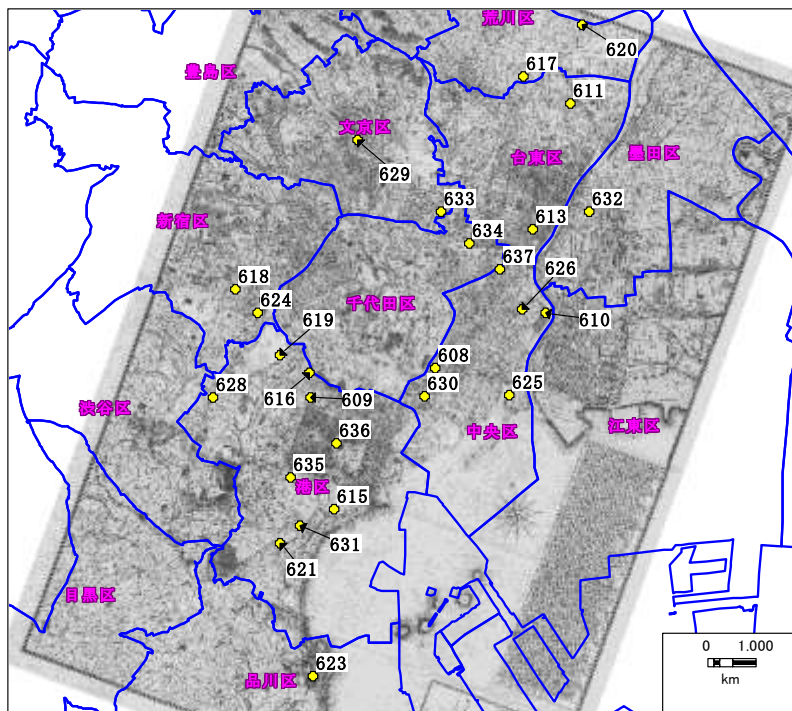 荒川区
620
豊島区
617
611
文京区
台東区
墨田区
629
633
632
新宿区
613
634
637
626
618
千代田区
624
610
619
608
628
616
609
630
625
渋谷区
中央区
江東区
636
635
港区
615
631
621
目黒区
623
品川区
0 1.000
km